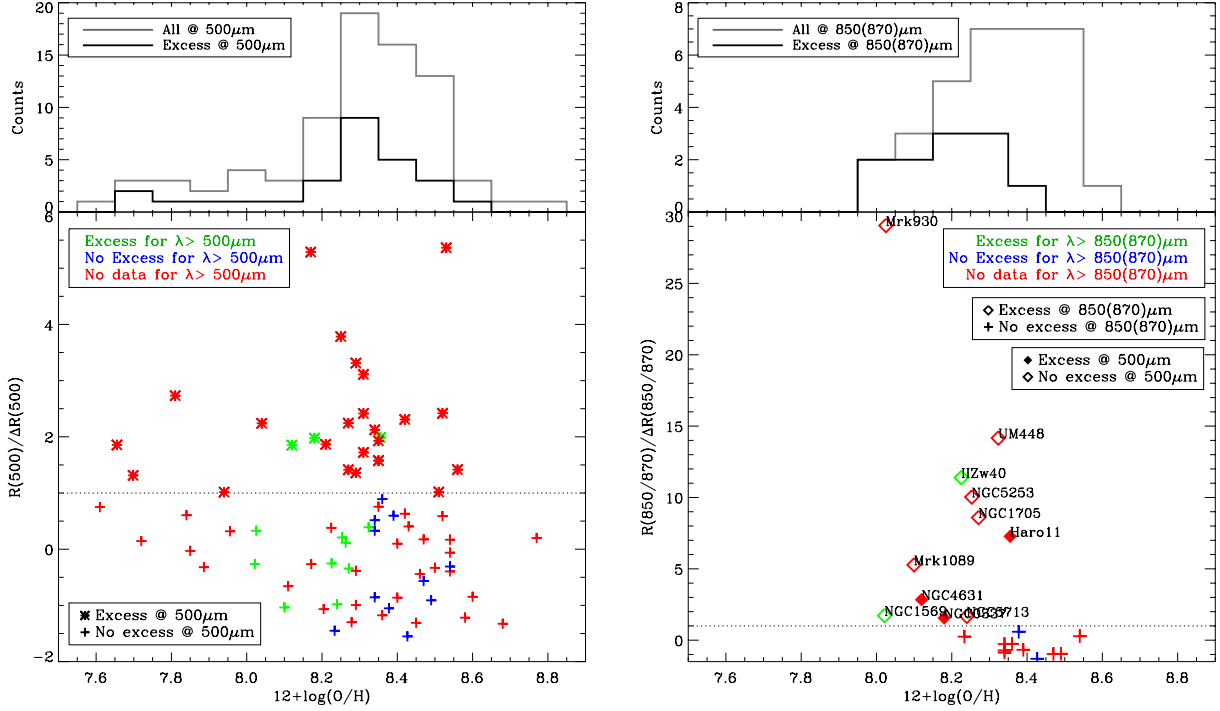 20
15
10
5
0
Counts
All @ 500μm
Excess @ 500μm
6
4
2
0
-2
R(500)/ΔR(500)
Excess for λ> 500μm
No Excess for λ> 500μm
No data for λ> 500μm
Excess @ 500μm
No excess @ 500μm
7.6
7.8
8.0
8.2
8.4
8.6
8.8
12+log(O/H)
8
6
4
2
0
Counts
All @ 850(870)μm
Excess @ 850(870)μm
30
25
20
15
10
5
0
R(850/870)/ΔR(850/870)
Excess for λ> 850(870)μm
No Excess for λ> 850(870)μm
No data for λ> 850(870)μm
Excess @ 850(870)μm
No excess @ 850(870)μm
Excess @ 500μm
No excess @ 500μm
Mrk930
UM448
IIZw40
NGC5253
NGC1705
Haro11
Mrk1089
NGC4631
NGC1569
NGC5713
7.6
7.8
8.0
8.2
8.4
8.6
8.8
12+log(O/H)